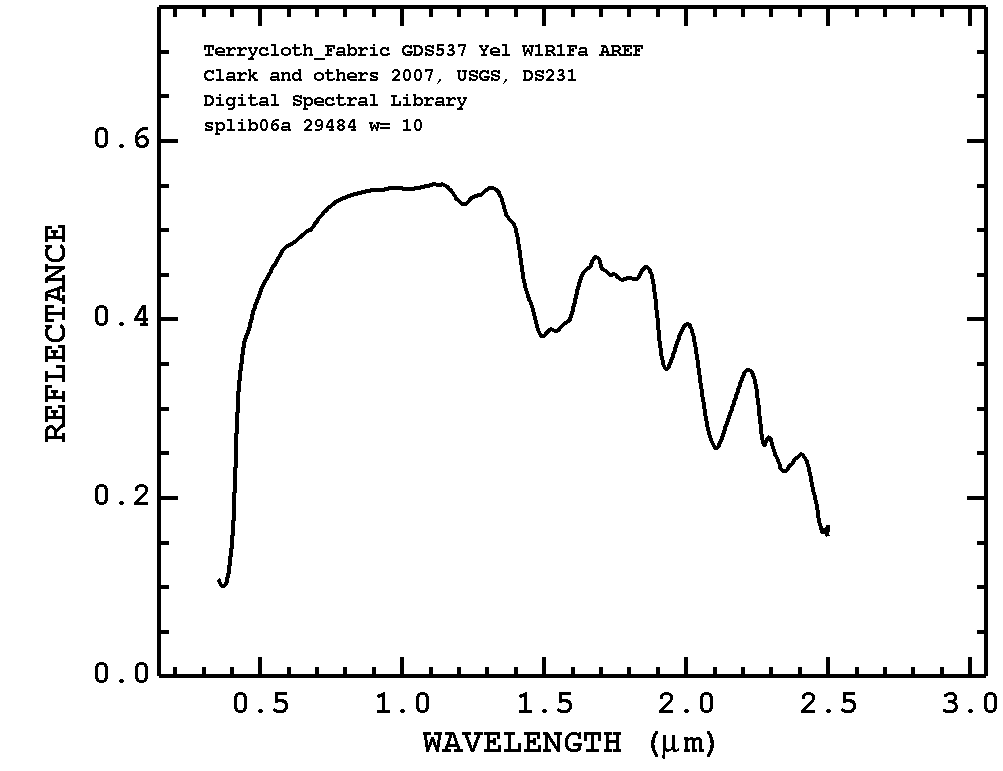 Terrycloth_Fabric GDS537 Yel W1R1Fa AREF
Clark and others 2007, USGS, DS231
Digital Spectral Library
splib06a 29484 w= 10
0.6
0.4
0.2
0.0
REFLECTANCE
0.5 1.0 1.5 2.0 2.5 3.0
WAVELENGTH (μm)